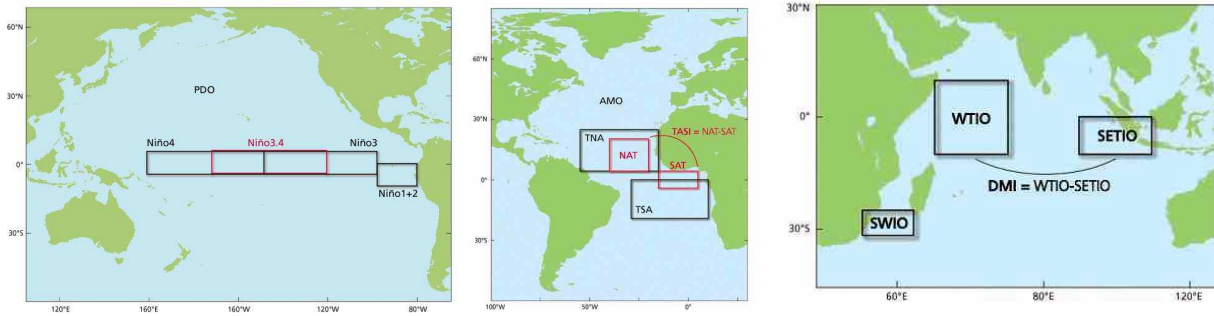 60°N
30°N
0°
30°S
PDO
Niño4
Niño3.4
Niño3
Niño1+2
120°E
160°E
160°W
120°W
80°W
60°N
30°N
0°
30°S
AMO
TASI = NAT-SAT
TNA
NAT
SAT
TSA
100°W
50°W
0°
30°N
0°
30°S
WTIO
SETIO
DMI = WTIO-SETIO
SWIO
60°E
80°E
120°